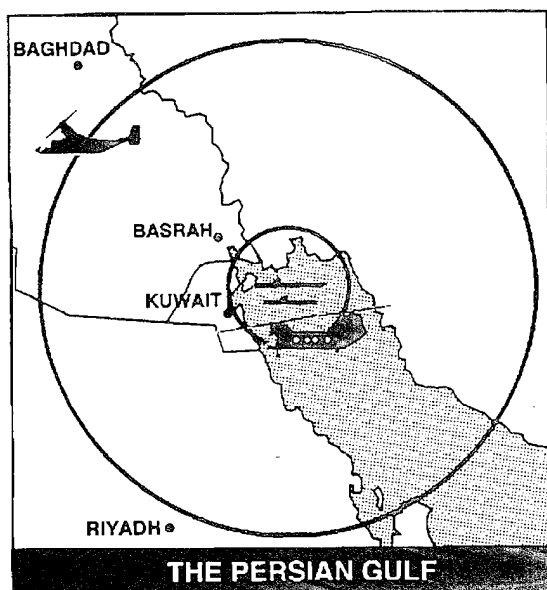 BAGHDAD
BASRAH
KUWAIT
RIYADH
THE PERSIAN GULF